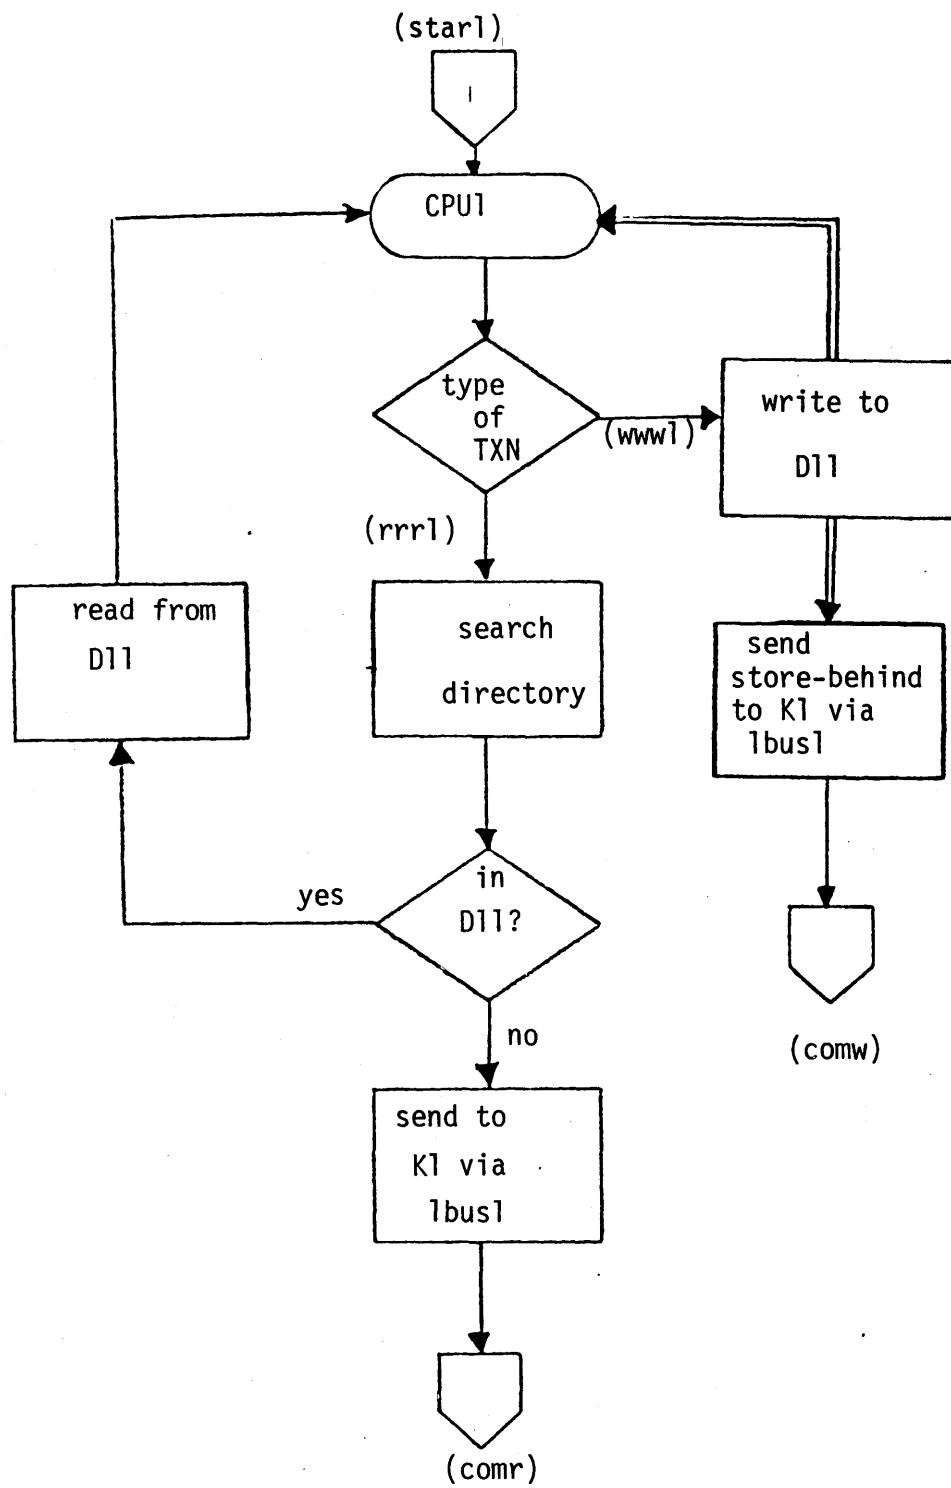 (star1)
1
CPU1
type
of
TXN
(www1)
write to
D11
(rrr1)
read from
D11
search
directory
send
store-behind
to K1 via
lbus1
in
D11?
yes
no
(comw)
send to
K1 via
lbus1
(comr)